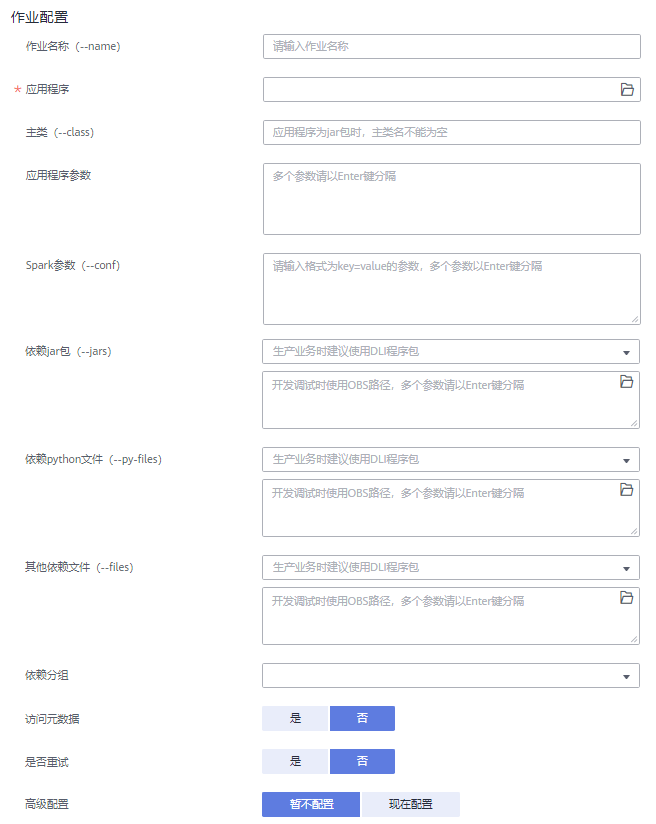 作业配置
作业名称（--name） 请输入作业名称
* 应用程序
主类（--class） 应用程序为jar包时，主类名不能为空
应用程序参数 多个参数请以Enter键分隔
Spark参数（--conf） 请输入格式为key=value的参数，多个参数以Enter键分隔
依赖jar包（--jars） 生产业务时建议使用DLI程序包
开发调试时使用OBS路径，多个参数请以Enter键分隔
依赖python文件（--py-files） 生产业务时建议使用DLI程序包
开发调试时使用OBS路径，多个参数请以Enter键分隔
其他依赖文件（--files） 生产业务时建议使用DLI程序包
开发调试时使用OBS路径，多个参数请以Enter键分隔
依赖分组
访问元数据 是 否
是否重试 是 否
高级配置 暂不配置 现在配置